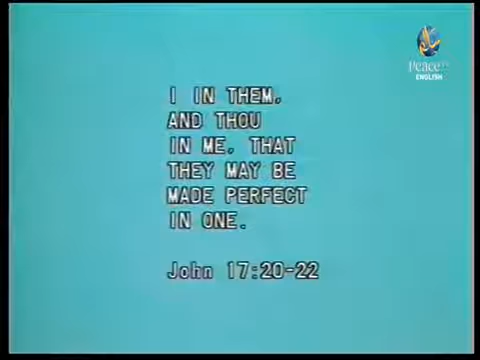 Peace TV
ENGLISH
I IN THEM,
AND THOU
IN ME, THAT
THEY MAY BE
MADE PERFECT
IN ONE.
John 17:20-22